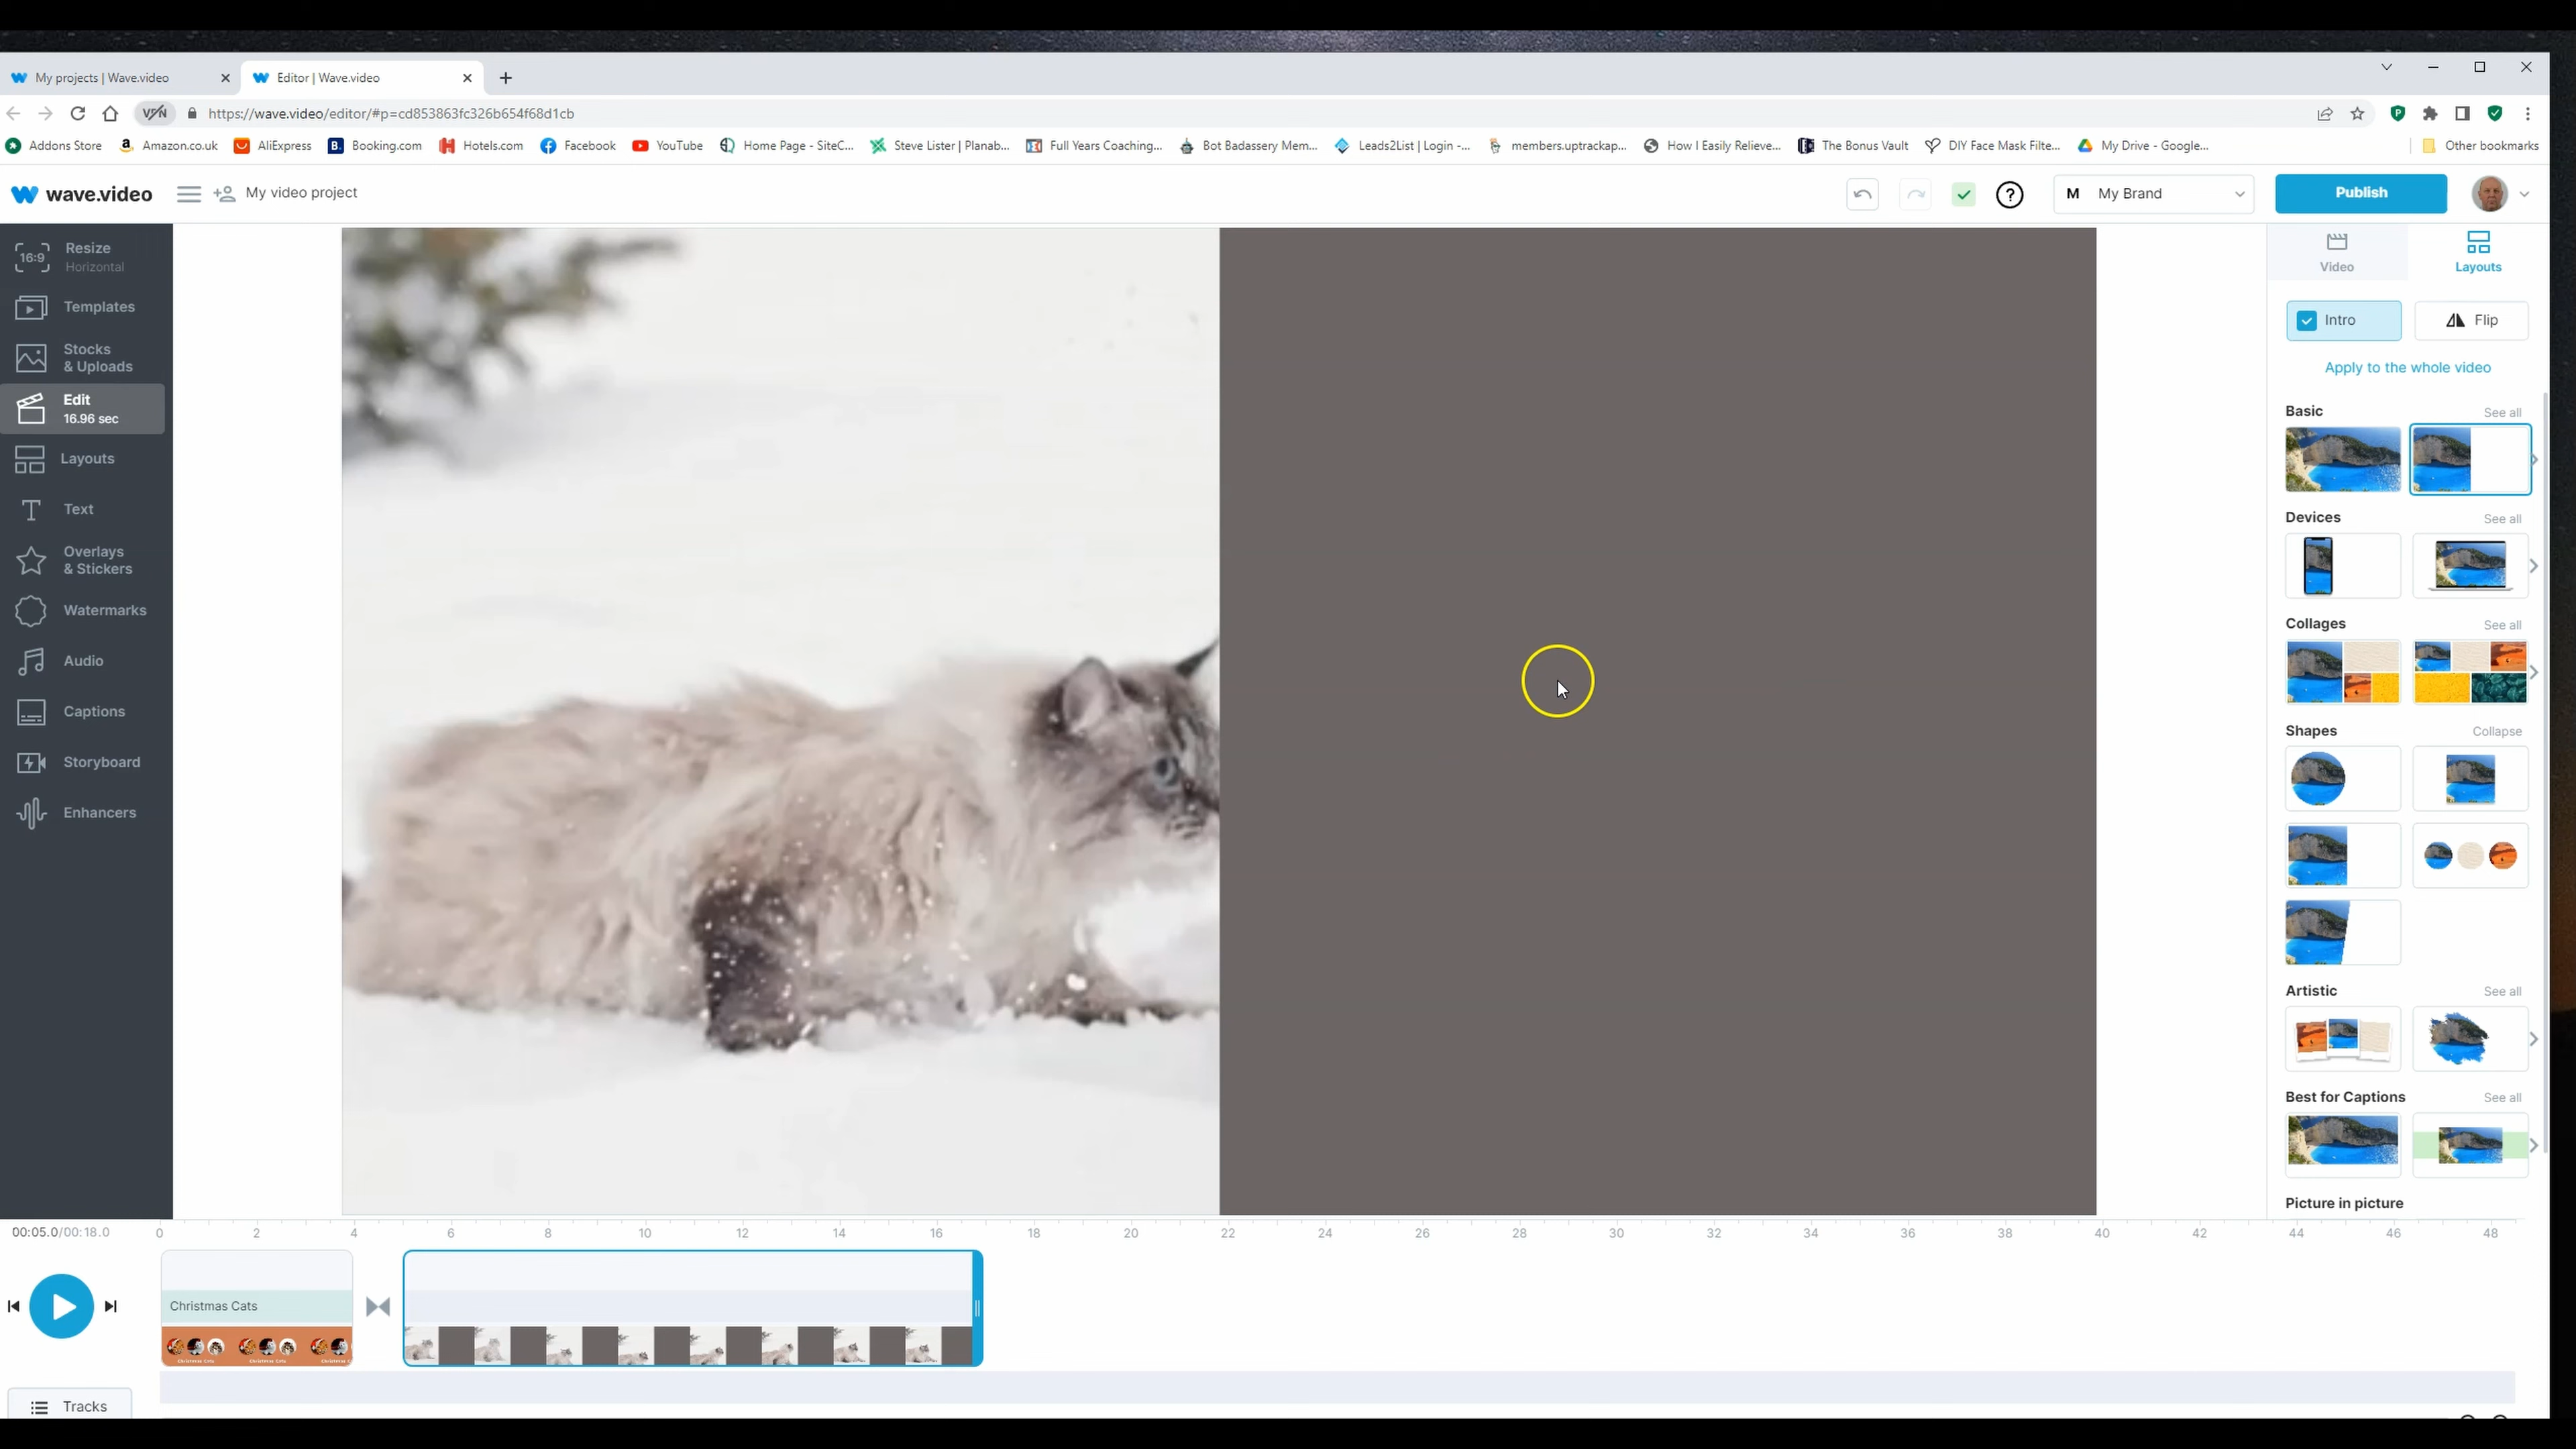 My projects | Wave.video
Editor | Wave.video
VPN
https://wave.video/editor/#p=cd853863fc326b654f68d1cb
Addons Store
Amazon.co.uk
AliExpress
B.
Booking.com
Hotels.com
Facebook
YouTube
Home Page - SiteC...
Steve Lister | Planab...
Full Years Coaching...
Bot Badassery Mem...
Leads2List | Login -...
members.uptrackap...
How I Easily Relieve...
The Bonus Vault
DIY Face Mask Filte...
My Drive - Google...
Other bookmarks
wave.video
My video project
?
M My Brand
Publish
16:9
Resize
Horizontal
Templates
Stocks
& Uploads
Edit
16.96 sec
Layouts
Text
Overlays
& Stickers
Watermarks
Audio
Captions
Storyboard
Enhancers
Video
Layouts
Intro
Flip
Apply to the whole video
Basic
See all
Devices
See all
Collages
See all
Shapes
Collapse
Artistic
See all
Best for Captions
See all
Picture in picture
00:05.0/00:18.0
0 2 4 6 8 10 12 14 16 18 20 22 24 26 28 30 32 34 36 38 40 42 44 46 48
Christmas Cats
Christmas Cats Christmas Cats Christmas Cats
Tracks